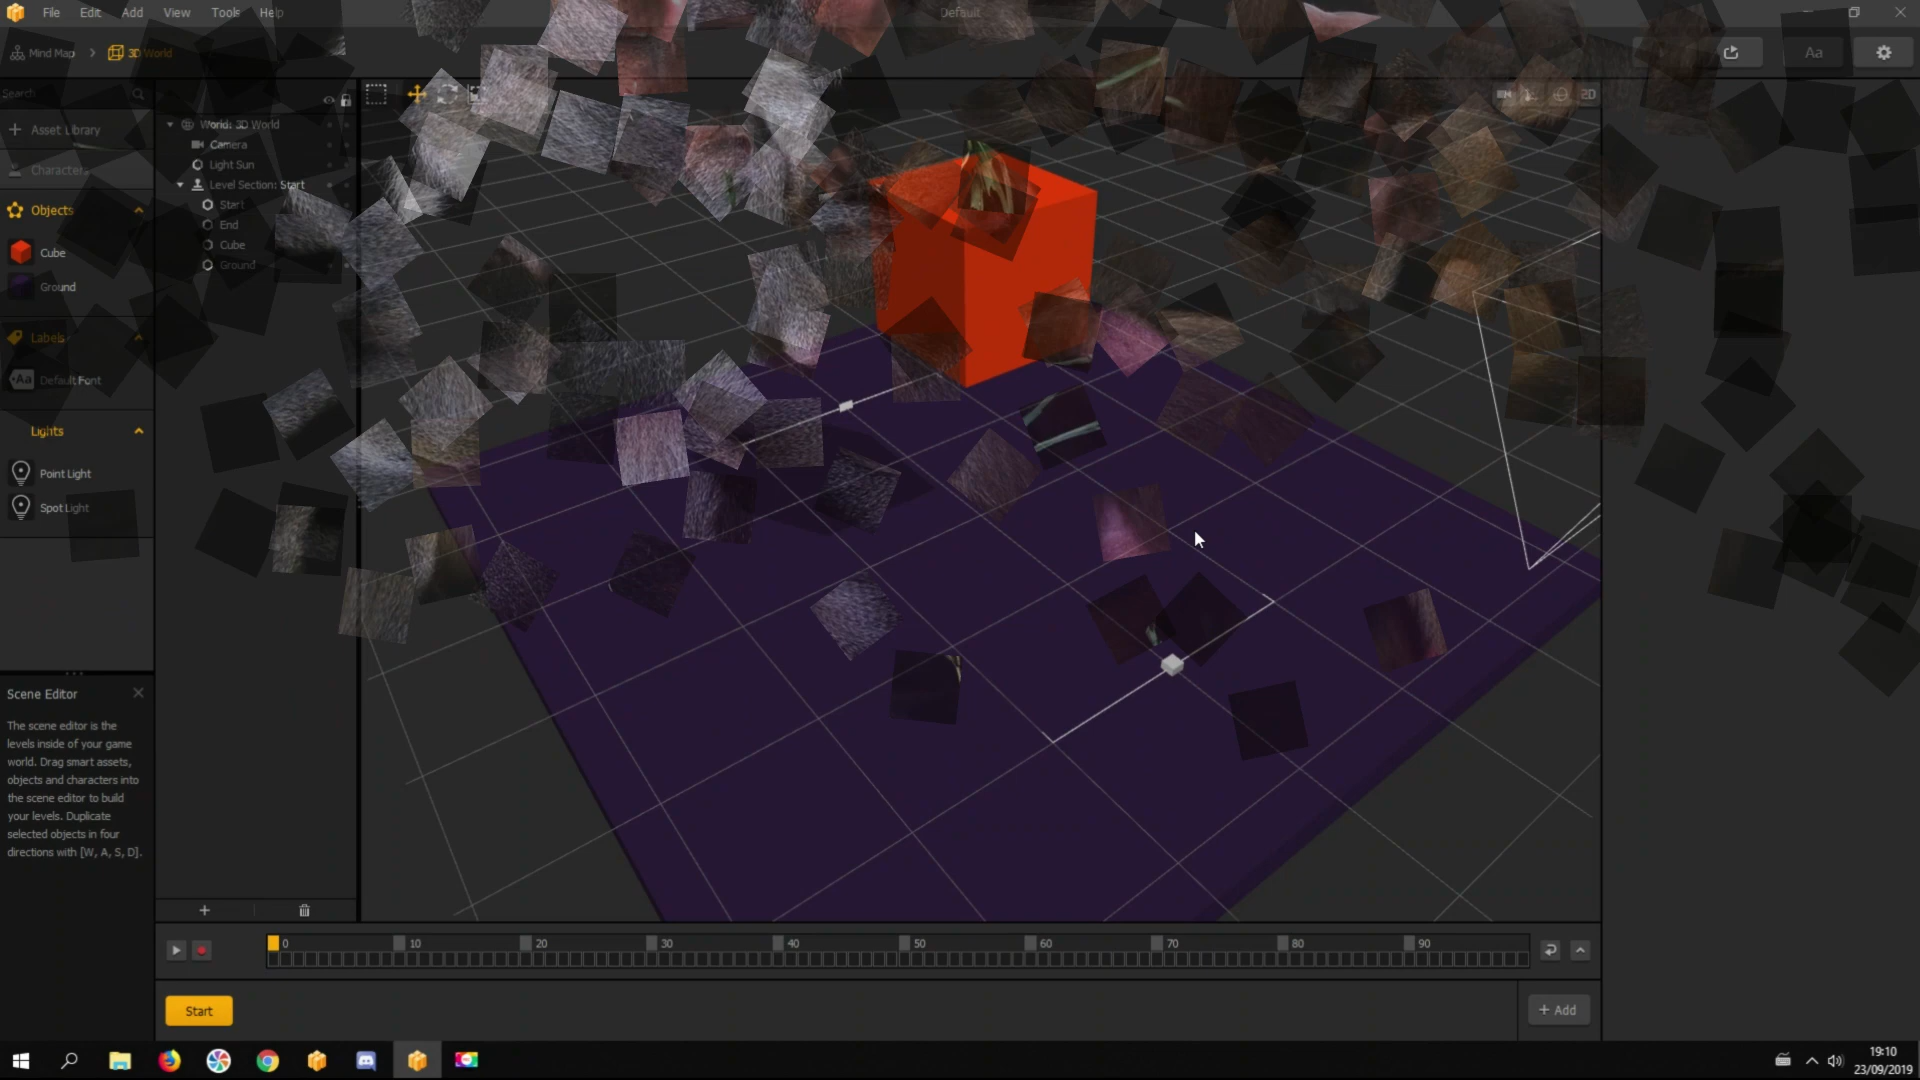 File Edit Add View Tools Help
Default
Mind Map 3D World
Aa
Search
2D
Asset Library
Characters
Objects
Cube
Ground
Labels
Aa Default Font
Lights
Point Light
Spot Light
World: 3D World
Camera
Light Sun
Level Section: Start
Start
End
Cube
Ground
Scene Editor
The scene editor is the
levels inside of your game
world. Drag smart assets,
objects and characters into
the scene editor to build
your levels. Duplicate
selected objects in four
directions with [W, A, S, D].
0 10 20 30 40 50 60 70 80 90
Start
+ Add
19:10
23/09/2019